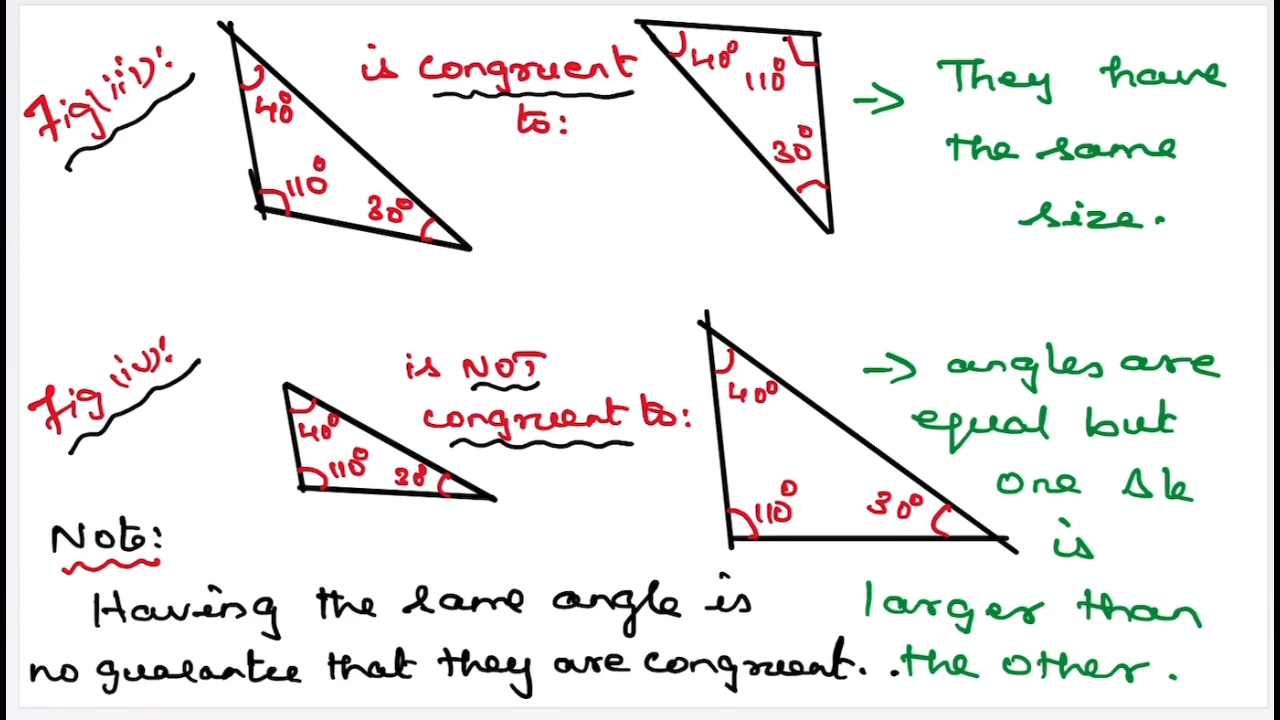 Fig(iii):
is congruent
to:
40°
110°
30°
40°
110°
30°
→ They have
the same
size.
Fig(iv):
is NOT
congruent to:
40°
110°
30°
40°
110°
30°
→ angles are
equal but
one Δle
is
larger than
the other.
Note:
Having the same angle is
no guarantee that they are congruent.